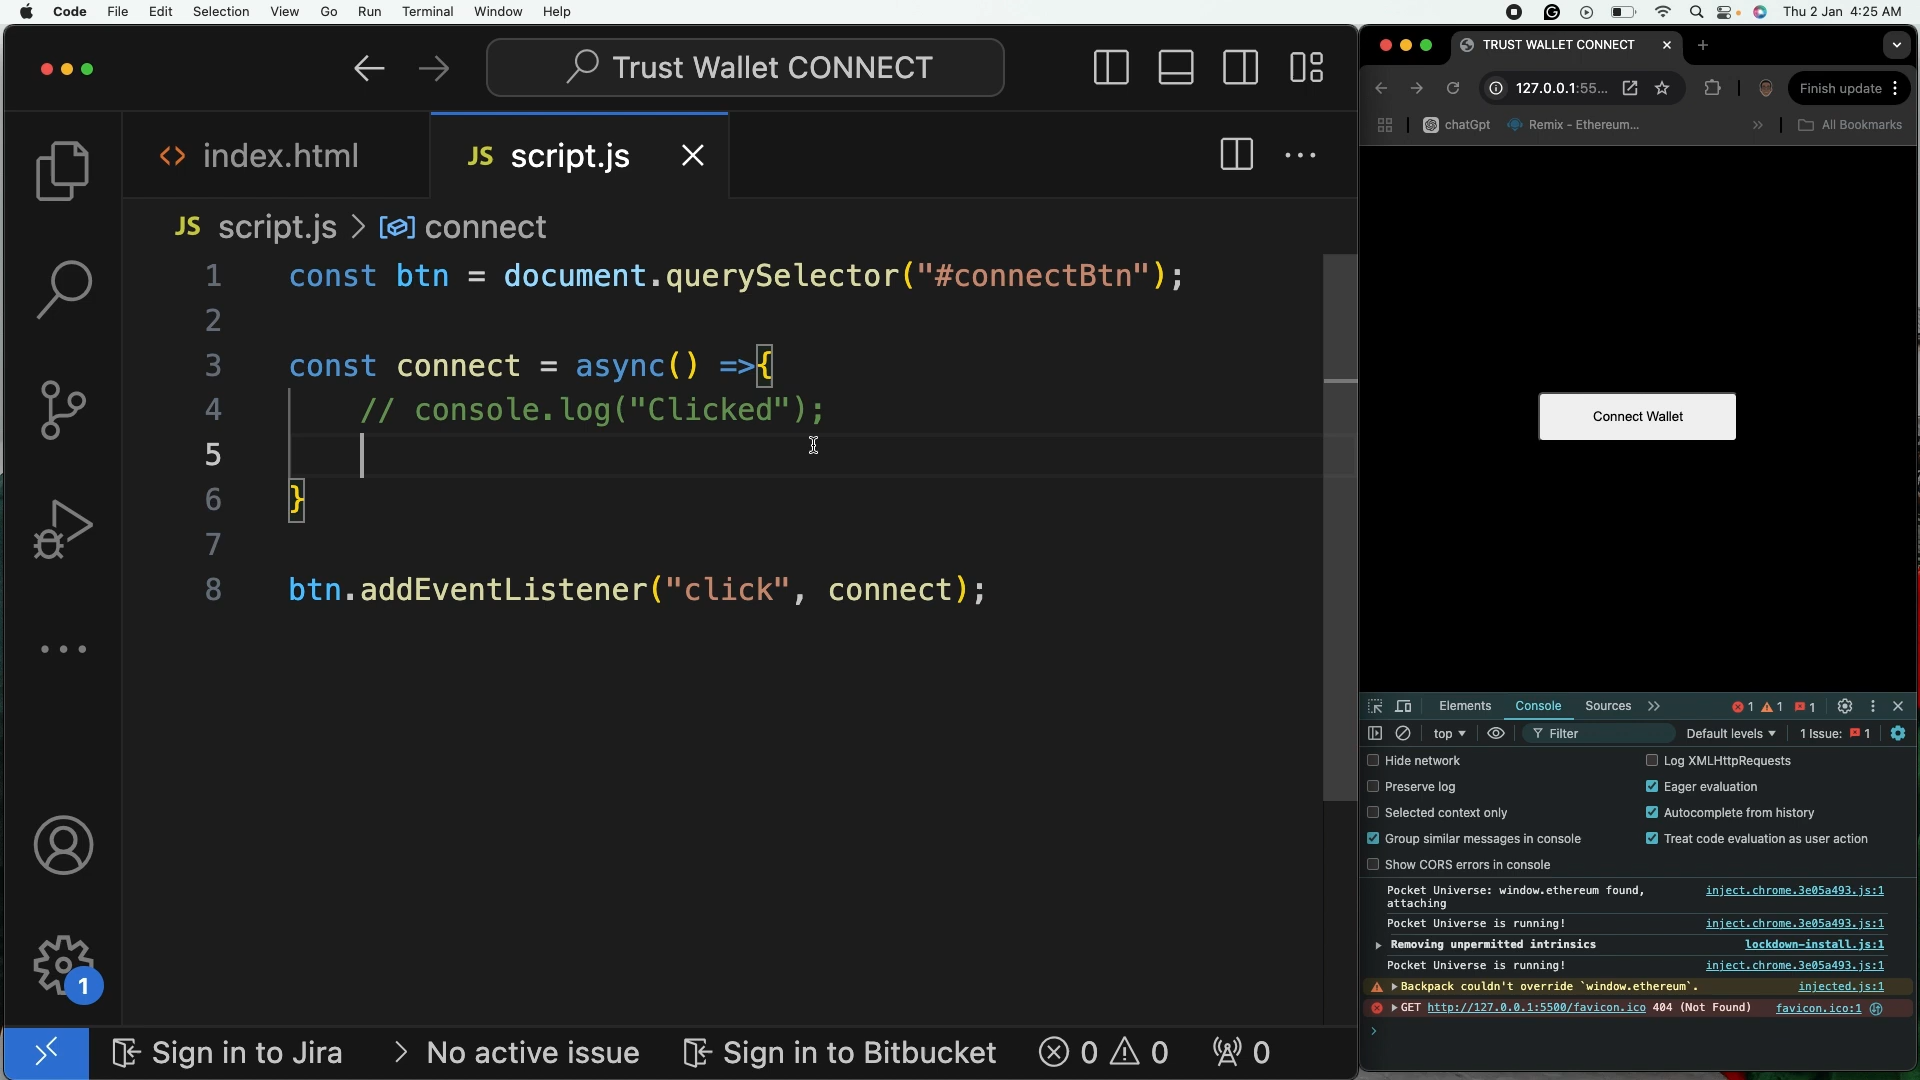 Code File Edit Selection View Go Run Terminal Window Help Thu 2 Jan 4:25 AM
Trust Wallet CONNECT
index.html JS script.js
JS script.js > connect
1 const btn = document.querySelector("#connectBtn");
2
3 const connect = async() =>{
4 // console.log("Clicked");
5
6 }
7
8 btn.addEventListener("click", connect);
1
Sign in to Jira No active issue Sign in to Bitbucket 0 0 0
TRUST WALLET CONNECT
127.0.0.1:55... Finish update
chatGpt Remix - Ethereum... » All Bookmarks
Connect Wallet
Elements Console Sources 1 1 1
top Filter Default levels 1 Issue: 1
Hide network Log XMLHttpRequests
Preserve log Eager evaluation
Selected context only Autocomplete from history
Group similar messages in console Treat code evaluation as user action
Show CORS errors in console
Pocket Universe: window.ethereum found, inject.chrome.3e05a493.js:1
attaching
Pocket Universe is running! inject.chrome.3e05a493.js:1
Removing unpermitted intrinsics lockdown-install.js:1
Pocket Universe is running! inject.chrome.3e05a493.js:1
Backpack couldn't override `window.ethereum`. injected.js:1
GET http://127.0.0.1:5500/favicon.ico 404 (Not Found) favicon.ico:1